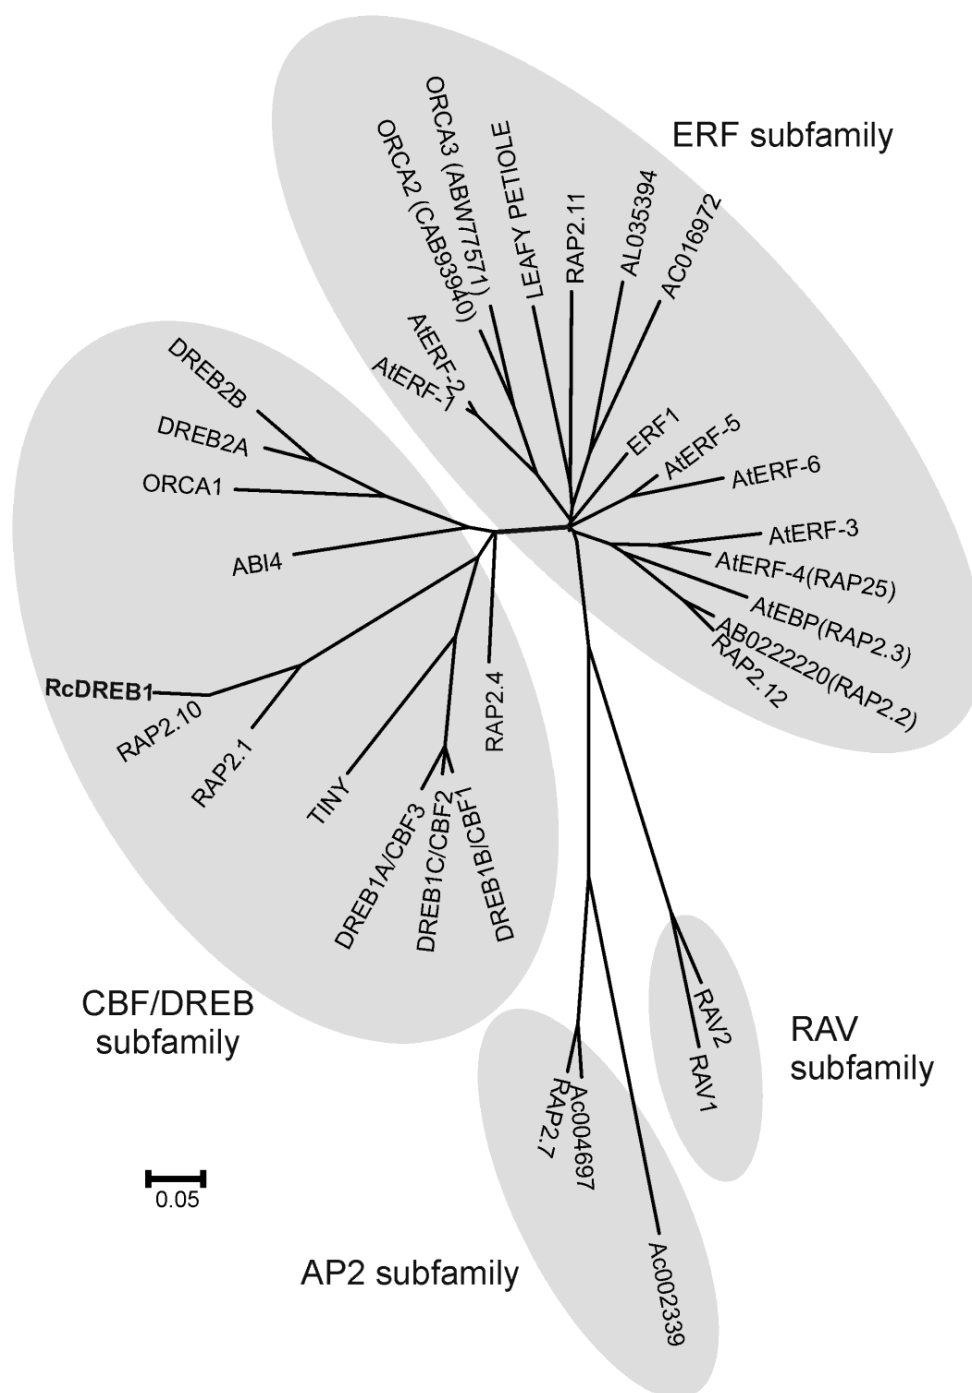 ERF subfamily
ORCA3 (ABW77571)
ORCA2 (CAB93940)
LEAFY PETIOLE
RAP2.11
AL035394
AC016972
AtERF-2
AtERF-1
ERF1
AtERF-5
AtERF-6
AtERF-3
AtERF-4(RAP25)
AtEBP(RAP2.3)
AB0222220(RAP2.2)
RAP2.12
DREB2B
DREB2A
ORCA1
ABI4
RcDREB1
RAP2.10
RAP2.1
TINY
DREB1A/CBF3
DREB1C/CBF2
DREB1B/CBF1
RAP2.4
CBF/DREB
subfamily
RAV2
RAV1
RAV
subfamily
RAP2.7
Ac004697
Ac002339
AP2 subfamily
0.05